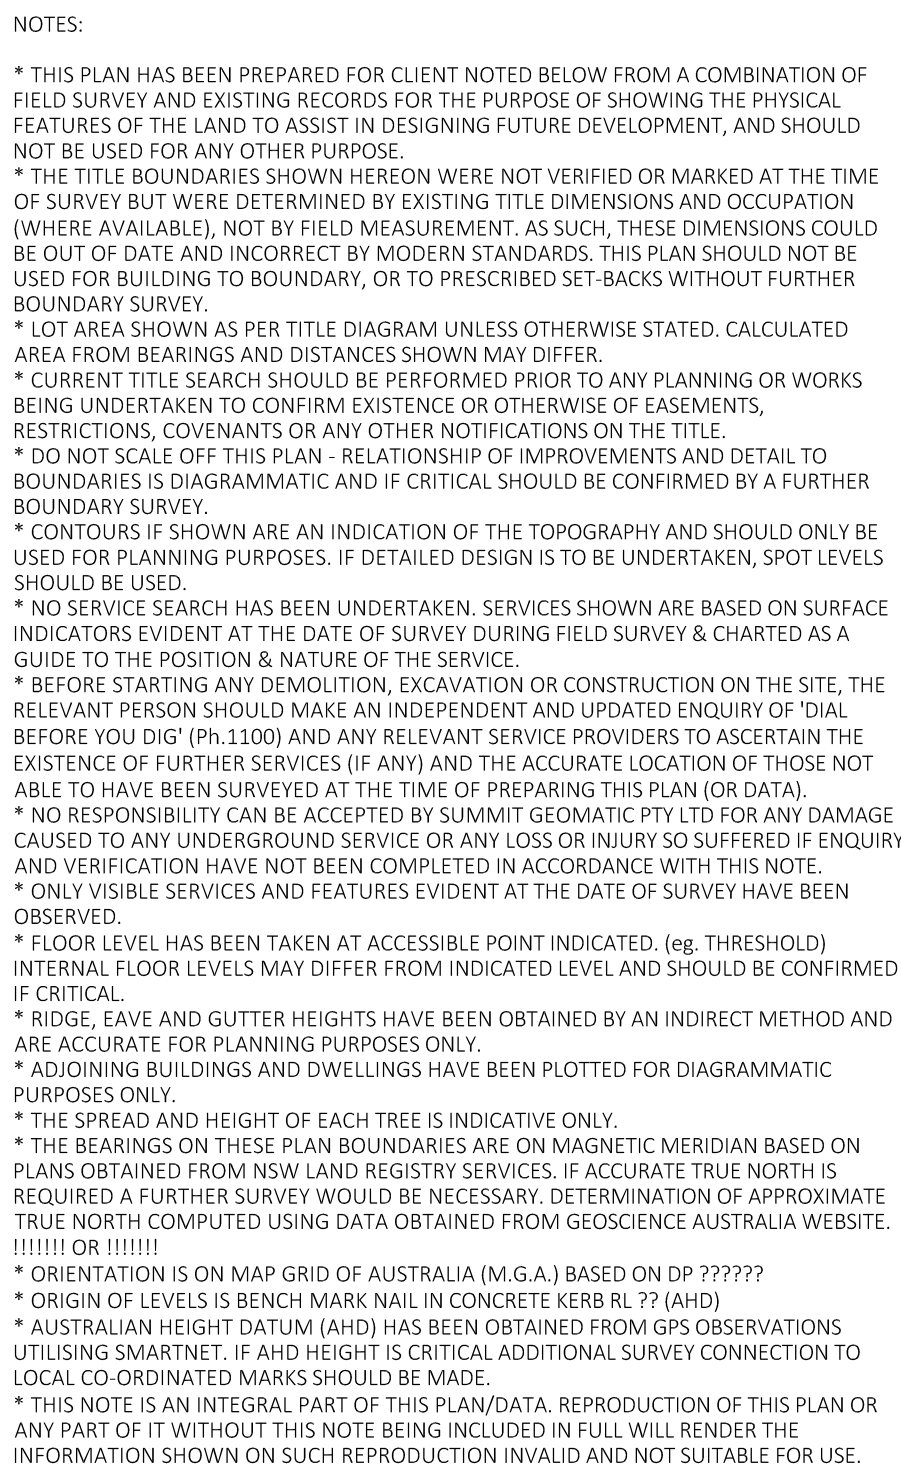 NOTES:
* THIS PLAN HAS BEEN PREPARED FOR CLIENT NOTED BELOW FROM A COMBINATION OF
FIELD SURVEY AND EXISTING RECORDS FOR THE PURPOSE OF SHOWING THE PHYSICAL
FEATURES OF THE LAND TO ASSIST IN DESIGNING FUTURE DEVELOPMENT, AND SHOULD
NOT BE USED FOR ANY OTHER PURPOSE.
* THE TITLE BOUNDARIES SHOWN HEREON WERE NOT VERIFIED OR MARKED AT THE TIME
OF SURVEY BUT WERE DETERMINED BY EXISTING TITLE DIMENSIONS AND OCCUPATION
(WHERE AVAILABLE), NOT BY FIELD MEASUREMENT. AS SUCH, THESE DIMENSIONS COULD
BE OUT OF DATE AND INCORRECT BY MODERN STANDARDS. THIS PLAN SHOULD NOT BE
USED FOR BUILDING TO BOUNDARY, OR TO PRESCRIBED SET-BACKS WITHOUT FURTHER
BOUNDARY SURVEY.
* LOT AREA SHOWN AS PER TITLE DIAGRAM UNLESS OTHERWISE STATED. CALCULATED
AREA FROM BEARINGS AND DISTANCES SHOWN MAY DIFFER.
* CURRENT TITLE SEARCH SHOULD BE PERFORMED PRIOR TO ANY PLANNING OR WORKS
BEING UNDERTAKEN TO CONFIRM EXISTENCE OR OTHERWISE OF EASEMENTS,
RESTRICTIONS, COVENANTS OR ANY OTHER NOTIFICATIONS ON THE TITLE.
* DO NOT SCALE OFF THIS PLAN - RELATIONSHIP OF IMPROVEMENTS AND DETAIL TO
BOUNDARIES IS DIAGRAMMATIC AND IF CRITICAL SHOULD BE CONFIRMED BY A FURTHER
BOUNDARY SURVEY.
* CONTOURS IF SHOWN ARE AN INDICATION OF THE TOPOGRAPHY AND SHOULD ONLY BE
USED FOR PLANNING PURPOSES. IF DETAILED DESIGN IS TO BE UNDERTAKEN, SPOT LEVELS
SHOULD BE USED.
* NO SERVICE SEARCH HAS BEEN UNDERTAKEN. SERVICES SHOWN ARE BASED ON SURFACE
INDICATORS EVIDENT AT THE DATE OF SURVEY DURING FIELD SURVEY & CHARTED AS A
GUIDE TO THE POSITION & NATURE OF THE SERVICE.
* BEFORE STARTING ANY DEMOLITION, EXCAVATION OR CONSTRUCTION ON THE SITE, THE
RELEVANT PERSON SHOULD MAKE AN INDEPENDENT AND UPDATED ENQUIRY OF 'DIAL
BEFORE YOU DIG' (Ph.1100) AND ANY RELEVANT SERVICE PROVIDERS TO ASCERTAIN THE
EXISTENCE OF FURTHER SERVICES (IF ANY) AND THE ACCURATE LOCATION OF THOSE NOT
ABLE TO HAVE BEEN SURVEYED AT THE TIME OF PREPARING THIS PLAN (OR DATA).
* NO RESPONSIBILITY CAN BE ACCEPTED BY SUMMIT GEOMATIC PTY LTD FOR ANY DAMAGE
CAUSED TO ANY UNDERGROUND SERVICE OR ANY LOSS OR INJURY SO SUFFERED IF ENQUIRY
AND VERIFICATION HAVE NOT BEEN COMPLETED IN ACCORDANCE WITH THIS NOTE.
* ONLY VISIBLE SERVICES AND FEATURES EVIDENT AT THE DATE OF SURVEY HAVE BEEN
OBSERVED.
* FLOOR LEVEL HAS BEEN TAKEN AT ACCESSIBLE POINT INDICATED. (eg. THRESHOLD)
INTERNAL FLOOR LEVELS MAY DIFFER FROM INDICATED LEVEL AND SHOULD BE CONFIRMED
IF CRITICAL.
* RIDGE, EAVE AND GUTTER HEIGHTS HAVE BEEN OBTAINED BY AN INDIRECT METHOD AND
ARE ACCURATE FOR PLANNING PURPOSES ONLY.
* ADJOINING BUILDINGS AND DWELLINGS HAVE BEEN PLOTTED FOR DIAGRAMMATIC
PURPOSES ONLY.
* THE SPREAD AND HEIGHT OF EACH TREE IS INDICATIVE ONLY.
* THE BEARINGS ON THESE PLAN BOUNDARIES ARE ON MAGNETIC MERIDIAN BASED ON
PLANS OBTAINED FROM NSW LAND REGISTRY SERVICES. IF ACCURATE TRUE NORTH IS
REQUIRED A FURTHER SURVEY WOULD BE NECESSARY. DETERMINATION OF APPROXIMATE
TRUE NORTH COMPUTED USING DATA OBTAINED FROM GEOSCIENCE AUSTRALIA WEBSITE.
!!!!!!! OR !!!!!!!
* ORIENTATION IS ON MAP GRID OF AUSTRALIA (M.G.A.) BASED ON DP ??????
* ORIGIN OF LEVELS IS BENCH MARK NAIL IN CONCRETE KERB RL ?? (AHD)
* AUSTRALIAN HEIGHT DATUM (AHD) HAS BEEN OBTAINED FROM GPS OBSERVATIONS
UTILISING SMARTNET. IF AHD HEIGHT IS CRITICAL ADDITIONAL SURVEY CONNECTION TO
LOCAL CO-ORDINATED MARKS SHOULD BE MADE.
* THIS NOTE IS AN INTEGRAL PART OF THIS PLAN/DATA. REPRODUCTION OF THIS PLAN OR
ANY PART OF IT WITHOUT THIS NOTE BEING INCLUDED IN FULL WILL RENDER THE
INFORMATION SHOWN ON SUCH REPRODUCTION INVALID AND NOT SUITABLE FOR USE.